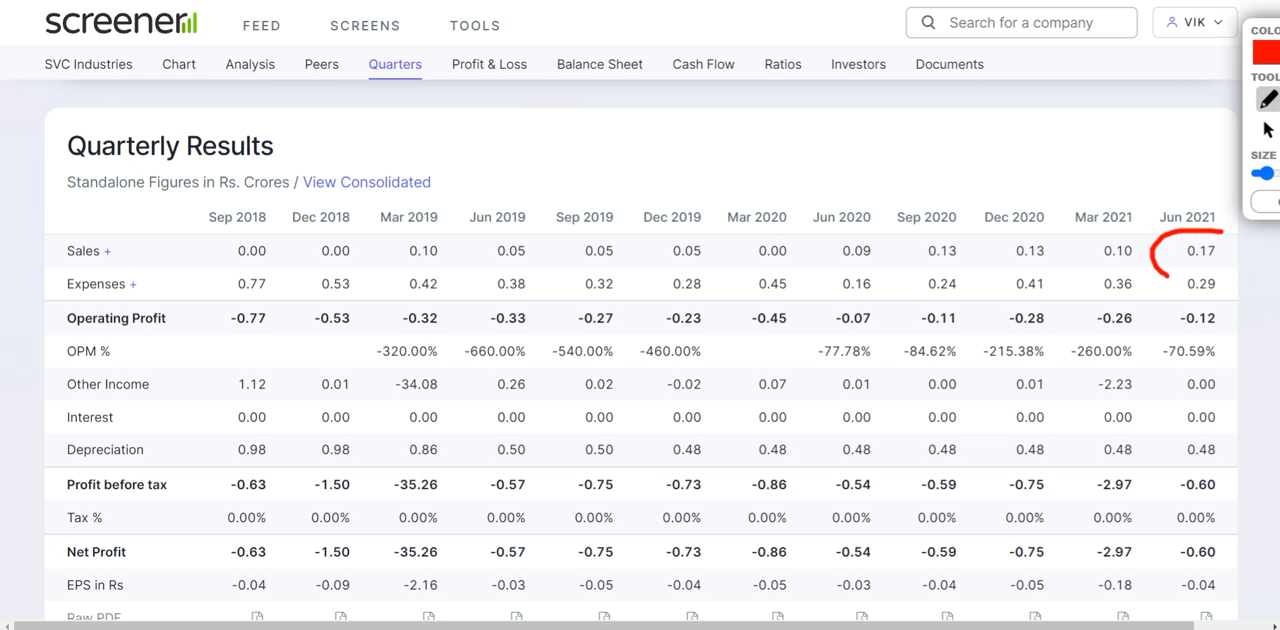 screener FEED SCREENS TOOLS Search for a company VIK
COLO
SVC Industries Chart Analysis Peers Quarters Profit & Loss Balance Sheet Cash Flow Ratios Investors Documents
TOOL
Quarterly Results
SIZE
Standalone Figures in Rs. Crores / View Consolidated
Sep 2018 Dec 2018 Mar 2019 Jun 2019 Sep 2019 Dec 2019 Mar 2020 Jun 2020 Sep 2020 Dec 2020 Mar 2021 Jun 2021
Sales + 0.00 0.00 0.10 0.05 0.05 0.05 0.00 0.09 0.13 0.13 0.10 0.17
Expenses + 0.77 0.53 0.42 0.38 0.32 0.28 0.45 0.16 0.24 0.41 0.36 0.29
Operating Profit -0.77 -0.53 -0.32 -0.33 -0.27 -0.23 -0.45 -0.07 -0.11 -0.28 -0.26 -0.12
OPM % -320.00% -660.00% -540.00% -460.00% -77.78% -84.62% -215.38% -260.00% -70.59%
Other Income 1.12 0.01 -34.08 0.26 0.02 -0.02 0.07 0.01 0.00 0.01 -2.23 0.00
Interest 0.00 0.00 0.00 0.00 0.00 0.00 0.00 0.00 0.00 0.00 0.00 0.00
Depreciation 0.98 0.98 0.86 0.50 0.50 0.48 0.48 0.48 0.48 0.48 0.48 0.48
Profit before tax -0.63 -1.50 -35.26 -0.57 -0.75 -0.73 -0.86 -0.54 -0.59 -0.75 -2.97 -0.60
Tax % 0.00% 0.00% 0.00% 0.00% 0.00% 0.00% 0.00% 0.00% 0.00% 0.00% 0.00% 0.00%
Net Profit -0.63 -1.50 -35.26 -0.57 -0.75 -0.73 -0.86 -0.54 -0.59 -0.75 -2.97 -0.60
EPS in Rs -0.04 -0.09 -2.16 -0.03 -0.05 -0.04 -0.05 -0.03 -0.04 -0.05 -0.18 -0.04
Raw PDF